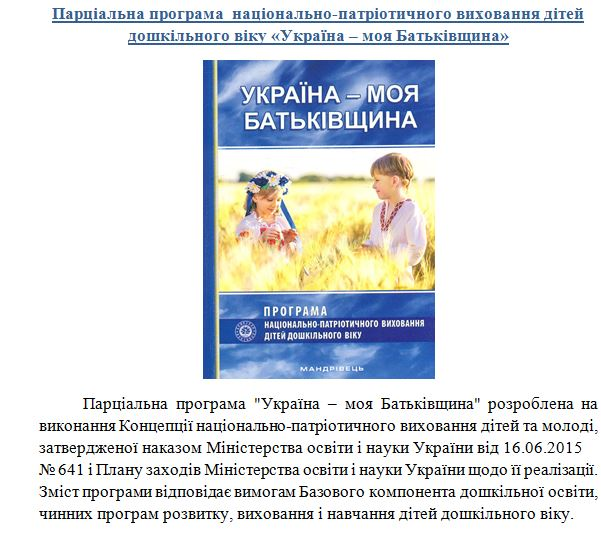 Парціальна програма національно-патріотичного виховання дітей
дошкільного віку «Україна – моя Батьківщина»
УКРАЇНА – МОЯ
БАТЬКІВЩИНА
ПРОГРАМА
НАЦІОНАЛЬНО-ПАТРІОТИЧНОГО ВИХОВАННЯ
ДІТЕЙ ДОШКІЛЬНОГО ВІКУ
МАНДРІВЕЦЬ
Парціальна програма "Україна – моя Батьківщина" розроблена на
виконання Концепції національно-патріотичного виховання дітей та молоді,
затвердженої наказом Міністерства освіти і науки України від 16.06.2015
№ 641 і Плану заходів Міністерства освіти і науки України щодо її реалізації.
Зміст програми відповідає вимогам Базового компонента дошкільної освіти,
чинних програм розвитку, виховання і навчання дітей дошкільного віку.